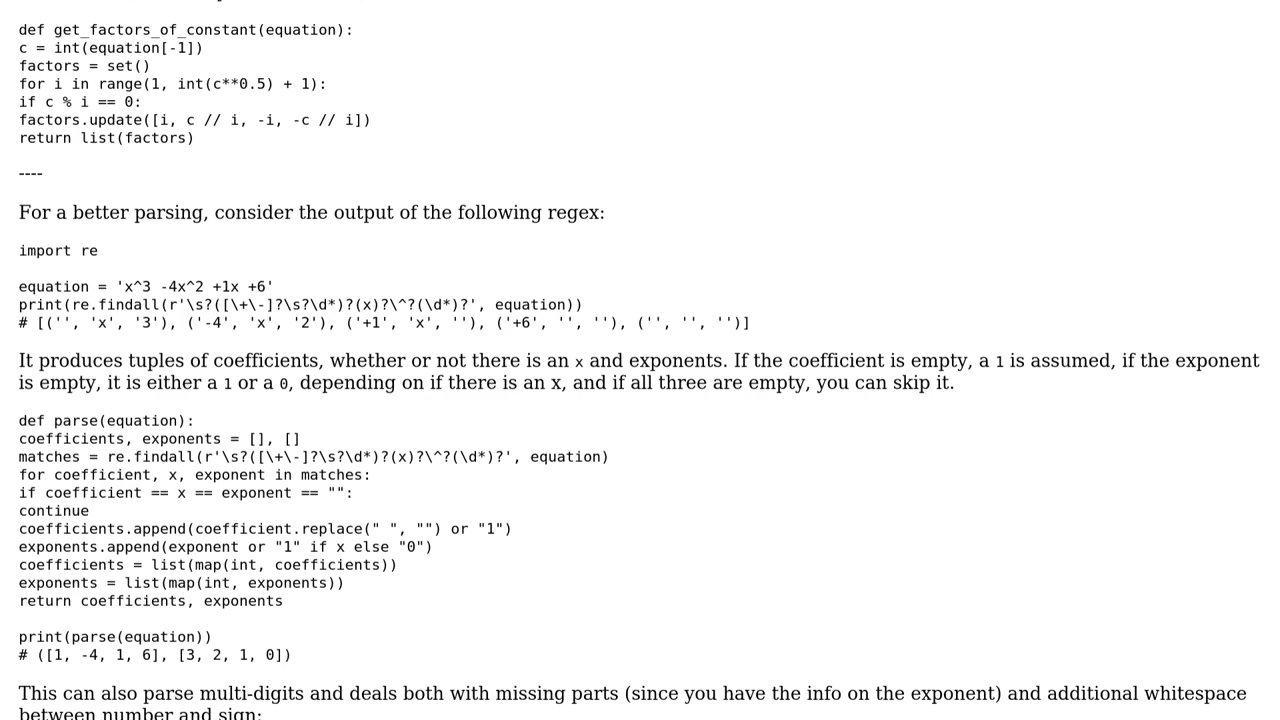 def get_factors_of_constant(equation):
c = int(equation[-1])
factors = set()
for i in range(1, int(c**0.5) + 1):
if c % i == 0:
factors.update([i, c // i, -i, -c // i])
return list(factors)
----
For a better parsing, consider the output of the following regex:
import re
equation = 'x^3 -4x^2 +1x +6'
print(re.findall(r'\s?([\+\-]?\s?\d*)?(x)?\^?(\d*)?', equation))
# [('', 'x', '3'), ('-4', 'x', '2'), ('+1', 'x', ''), ('+6', '', ''), ('', '', '')]
It produces tuples of coefficients, whether or not there is an x and exponents. If the coefficient is empty, a 1 is assumed, if the exponent
is empty, it is either a 1 or a 0, depending on if there is an x, and if all three are empty, you can skip it.
def parse(equation):
coefficients, exponents = [], []
matches = re.findall(r'\s?([\+\-]?\s?\d*)?(x)?\^?(\d*)?', equation)
for coefficient, x, exponent in matches:
if coefficient == x == exponent == "":
continue
coefficients.append(coefficient.replace(" ", "") or "1")
exponents.append(exponent or "1" if x else "0")
coefficients = list(map(int, coefficients))
exponents = list(map(int, exponents))
return coefficients, exponents
print(parse(equation))
# ([1, -4, 1, 6], [3, 2, 1, 0])
This can also parse multi-digits and deals both with missing parts (since you have the info on the exponent) and additional whitespace
between number and sign: